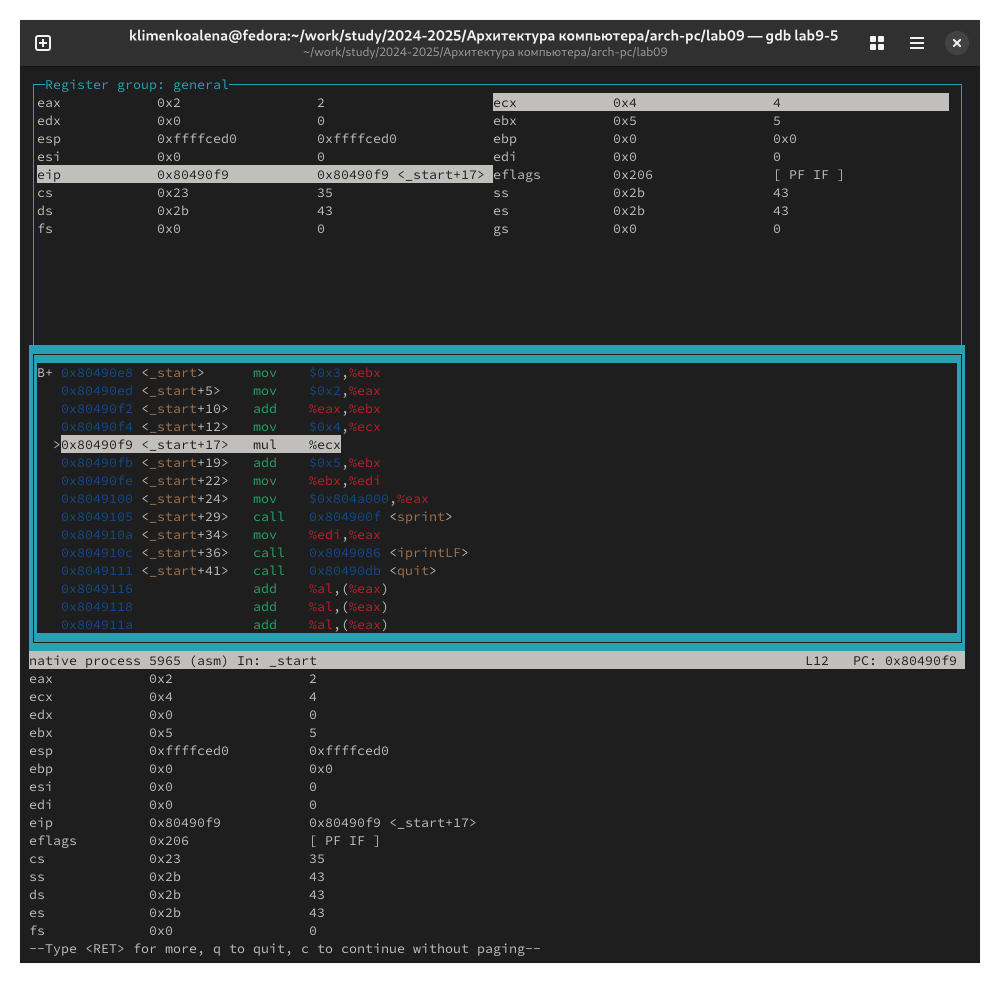 klimenkoalena@fedora:~/work/study/2024-2025/Архитектура компьютера/arch-pc/lab09 — gdb lab9-5
~/work/study/2024-2025/Архитектура компьютера/arch-pc/lab09
Register group: general
eax 0x2 2 ecx 0x4 4
edx 0x0 0 ebx 0x5 5
esp 0xffffced0 0xffffced0 ebp 0x0 0x0
esi 0x0 0 edi 0x0 0
eip 0x80490f9 0x80490f9 <_start+17> eflags 0x206 [ PF IF ]
cs 0x23 35 ss 0x2b 43
ds 0x2b 43 es 0x2b 43
fs 0x0 0 gs 0x0 0
B+ 0x80490e8 <_start> mov $0x3,%ebx
0x80490ed <_start+5> mov $0x2,%eax
0x80490f2 <_start+10> add %eax,%ebx
0x80490f4 <_start+12> mov $0x4,%ecx
>0x80490f9 <_start+17> mul %ecx
0x80490fb <_start+19> add $0x5,%ebx
0x80490fe <_start+22> mov %ebx,%edi
0x8049100 <_start+24> mov $0x804a000,%eax
0x8049105 <_start+29> call 0x804900f <sprint>
0x804910a <_start+34> mov %edi,%eax
0x804910c <_start+36> call 0x8049086 <iprintLF>
0x8049111 <_start+41> call 0x80490db <quit>
0x8049116 add %al,(%eax)
0x8049118 add %al,(%eax)
0x804911a add %al,(%eax)
native process 5965 (asm) In: _start L12 PC: 0x80490f9
eax 0x2 2
ecx 0x4 4
edx 0x0 0
ebx 0x5 5
esp 0xffffced0 0xffffced0
ebp 0x0 0x0
esi 0x0 0
edi 0x0 0
eip 0x80490f9 0x80490f9 <_start+17>
eflags 0x206 [ PF IF ]
cs 0x23 35
ss 0x2b 43
ds 0x2b 43
es 0x2b 43
fs 0x0 0
--Type <RET> for more, q to quit, c to continue without paging--